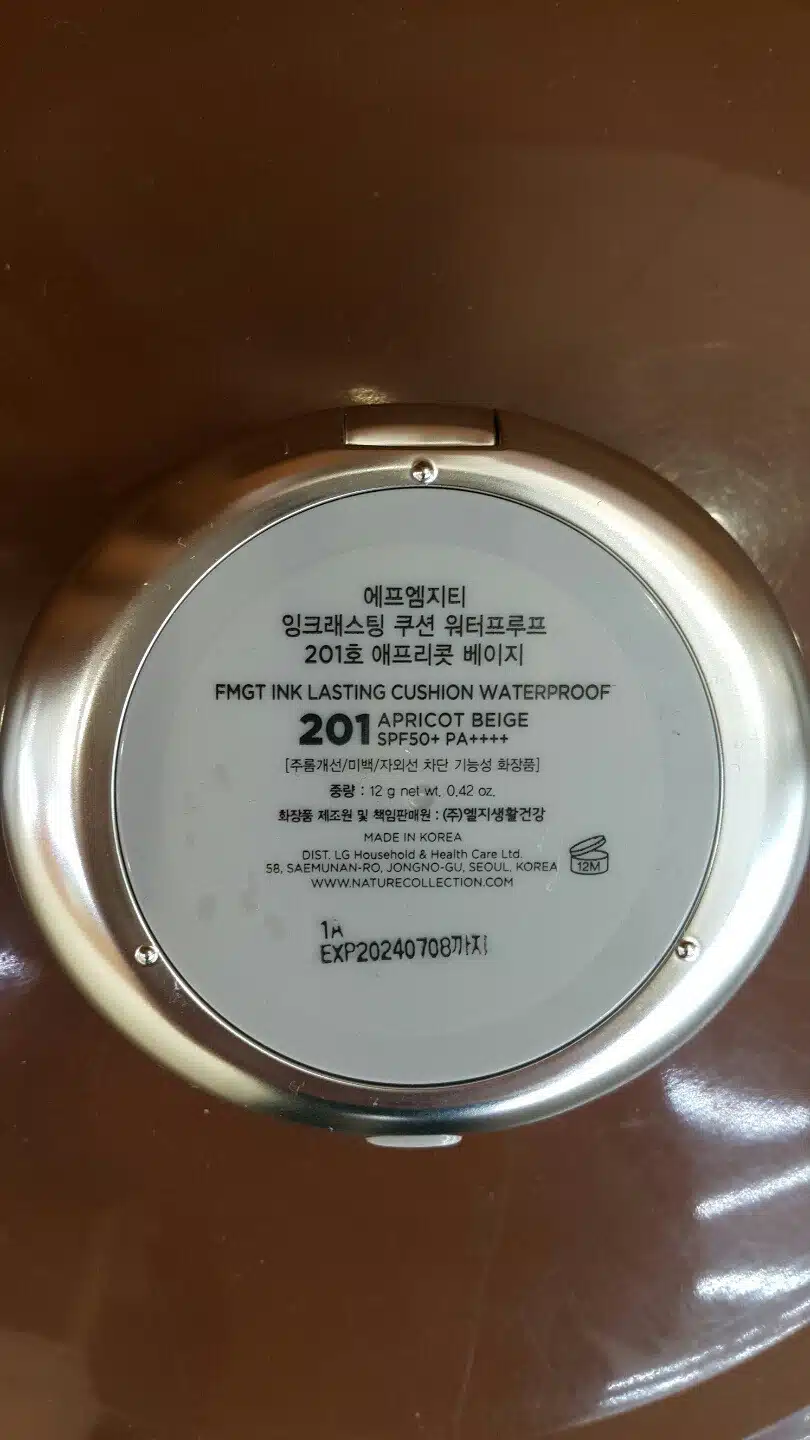 에프엠지티
잉크래스팅 쿠션 워터프루프
201호 애프리콧 베이지
FMGT INK LASTING CUSHION WATERPROOF
201 APRICOT BEIGE
SPF50+ PA++++
[주룸개선/미백/자외선 차단 기능성 화장품]
중량 : 12 g net wt. 0.42 oz.
화장품 제조원 및 책임판매원 : (주)엘지생활건강
MADE IN KOREA
DIST. LG Household & Health Care Ltd.
58, SAEMUNAN-RO, JONGNO-GU, SEOUL, KOREA
12M
WWW.NATURECOLLECTION.COM
1A
EXP20240708까지